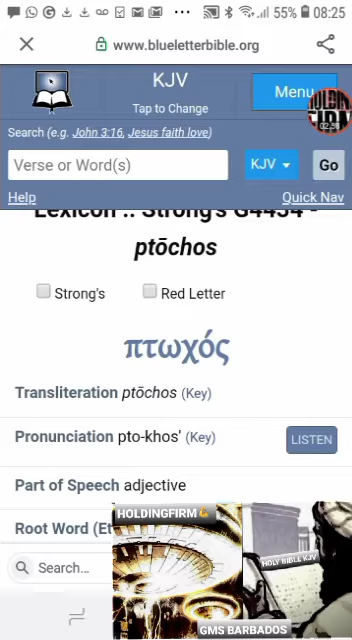 55% 08:25
www.blueletterbible.org
KJV
Tap to Change
Menu
02:58
Search (e.g. John 3:16, Jesus faith love)
Verse or Word(s)
KJV
Go
Help
Quick Nav
Lexicon :: Strong's G4434 -
ptōchos
Strong's
Red Letter
πτωχός
Transliteration ptōchos (Key)
Pronunciation pto-khos' (Key)
LISTEN
Part of Speech adjective
Root Word (Et
Search...
HOLDINGFIRM
HOLY BIBLE KJV
GMS BARBADOS